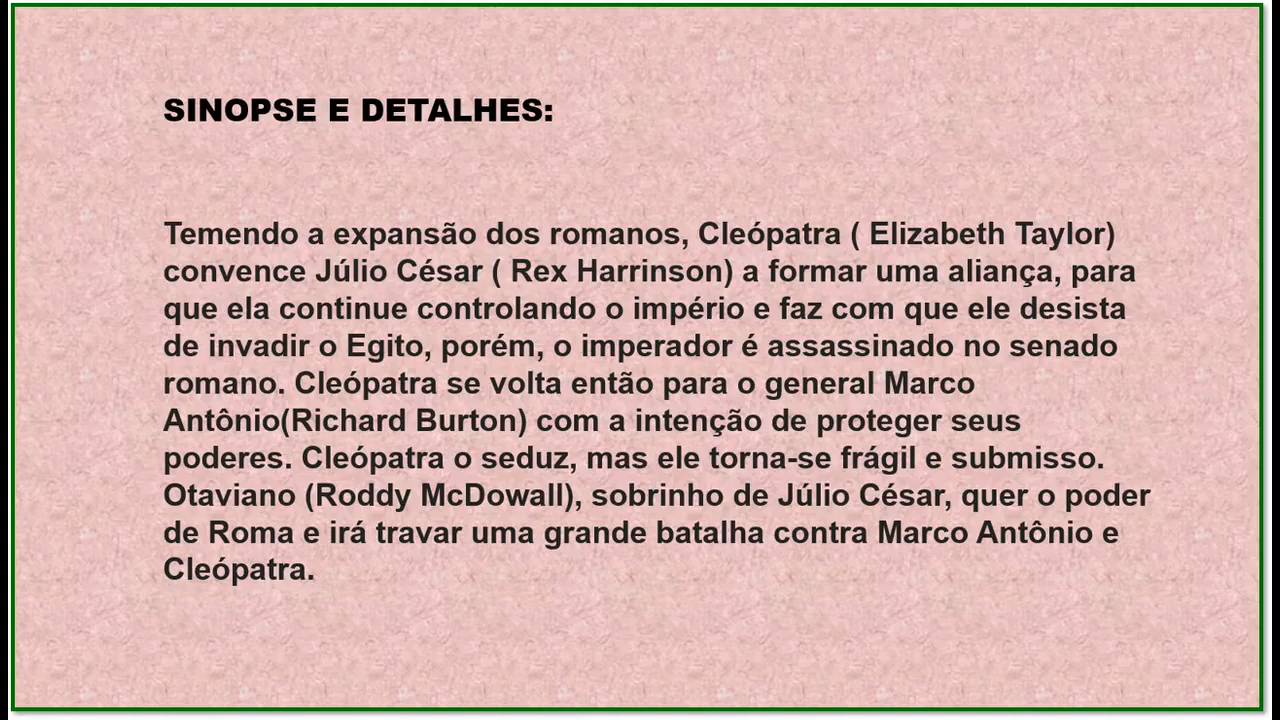 SINOPSE E DETALHES:
Temendo a expansão dos romanos, Cleópatra ( Elizabeth Taylor)
convence Júlio César ( Rex Harrinson) a formar uma aliança, para
que ela continue controlando o império e faz com que ele desista
de invadir o Egito, porém, o imperador é assassinado no senado
romano. Cleópatra se volta então para o general Marco
Antônio(Richard Burton) com a intenção de proteger seus
poderes. Cleópatra o seduz, mas ele torna-se frágil e submisso.
Otaviano (Roddy McDowall), sobrinho de Júlio César, quer o poder
de Roma e irá travar uma grande batalha contra Marco Antônio e
Cleópatra.